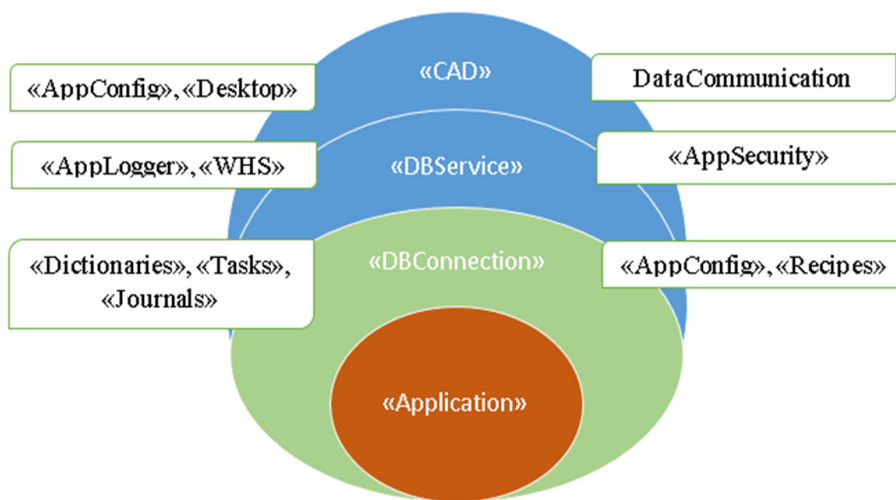 «CAD»
«AppConfig», «Desktop»
DataCommunication
«AppLogger», «WHS»
«DBService»
«AppSecurity»
«Dictionaries», «Tasks»,
«Journals»
«DBConnection»
«AppConfig», «Recipes»
«Application»